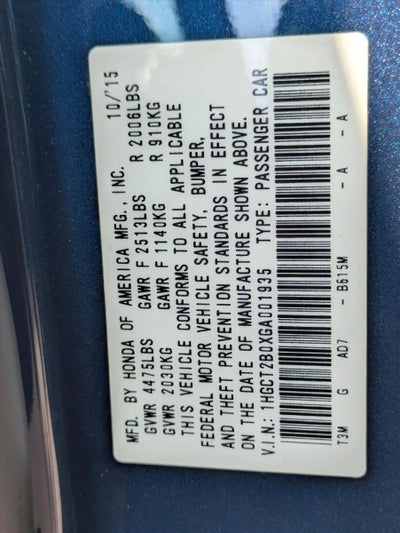 MFD. BY HONDA OF AMERICA MFG., INC. 10/'15
GVWR 4475LBS GAWR F 2513LBS R 2006LBS
GVWR 2030KG GAWR F 1140KG R 910KG
THIS VEHICLE CONFORMS TO ALL APPLICABLE
FEDERAL MOTOR VEHICLE SAFETY, BUMPER,
AND THEFT PREVENTION STANDARDS IN EFFECT
ON THE DATE OF MANUFACTURE SHOWN ABOVE.
V.I.N.: 1HGCT2B0XGA001935 TYPE: PASSENGER CAR
T3M G AD7 - B615M - A - A